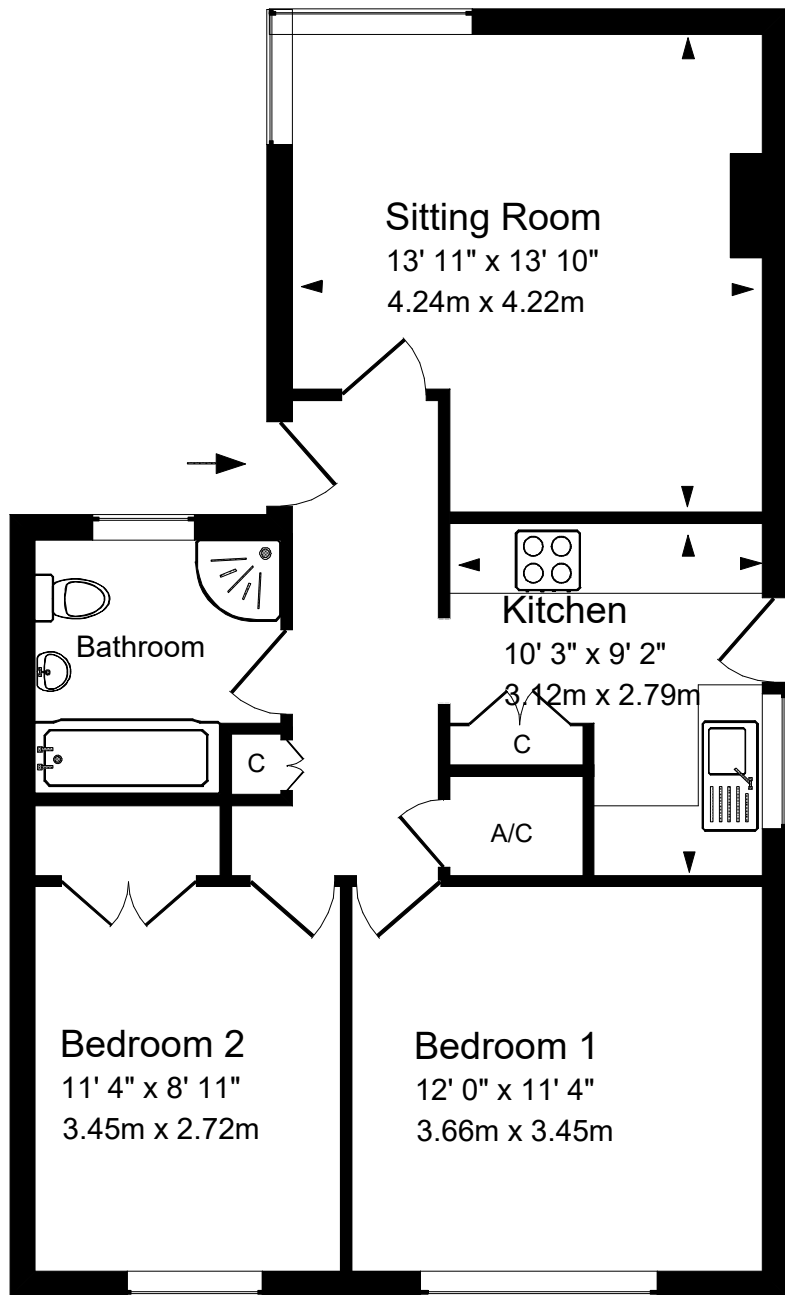 Sitting Room
13' 11" x 13' 10"
4.24m x 4.22m
Kitchen
10' 3" x 9' 2"
3.12m x 2.79m
Bathroom
C
C
A/C
Bedroom 2
11' 4" x 8' 11"
3.45m x 2.72m
Bedroom 1
12' 0" x 11' 4"
3.66m x 3.45m